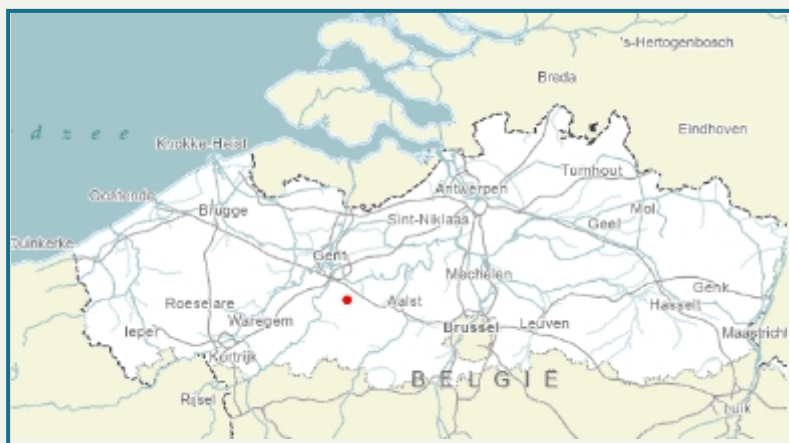 's-Hertogenbosch
Breda
Eindhoven
d z e e
Knokke-Heist
Turnhout
Antwerpen
Oostende
Brugge
Sint-Niklaas
Geel
Mol
Duinkerke
Gent
Mechelen
Genk
Roeselare
Aalst
Hasselt
Ieper
Waregem
Brussel
Leuven
Maastricht
Kortrijk
BELGIË
Rijsel
Luik